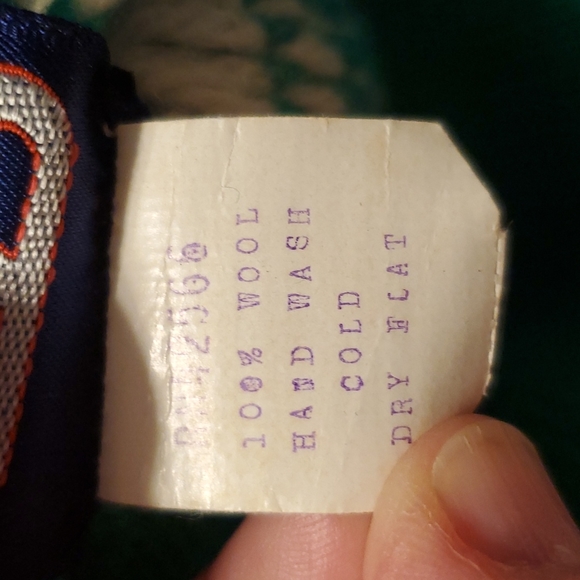 100% WOOL
HAND WASH
COLD
DRY FLAT